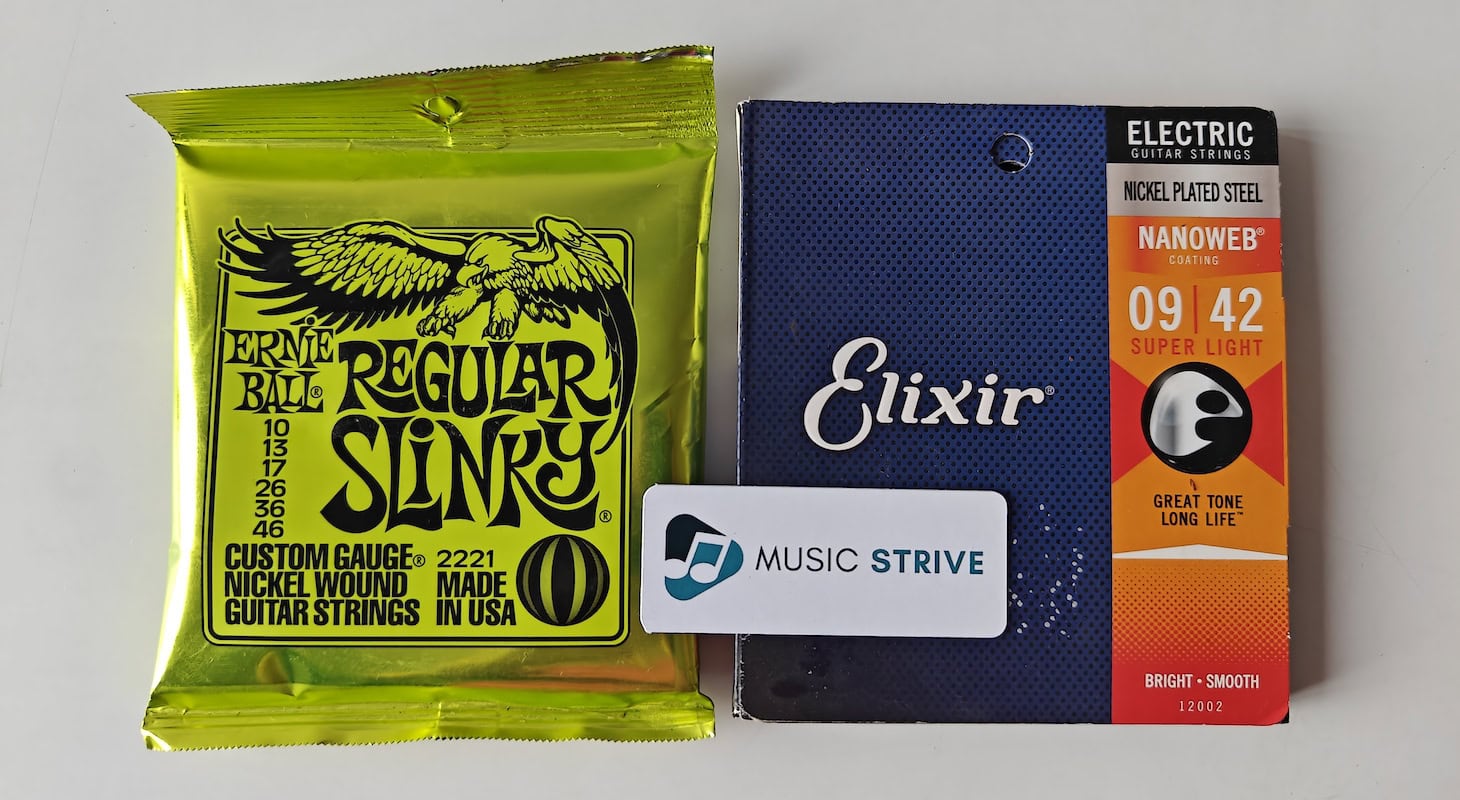 ERNIE
BALL®
REGULAR
SLINKY®
10
13
17
26
36
46
CUSTOM GAUGE®
NICKEL WOUND
GUITAR STRINGS
2221
MADE
IN USA
MUSIC STRIVE
Elixir®
ELECTRIC
GUITAR STRINGS
NICKEL PLATED STEEL
NANOWEB®
COATING
09 | 42
SUPER LIGHT
GREAT TONE
LONG LIFE™
BRIGHT • SMOOTH
12002